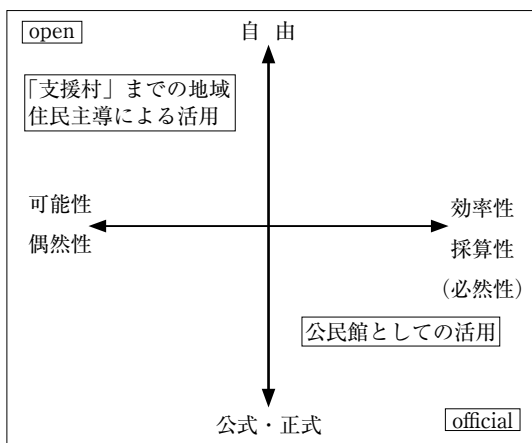 open
自 由
「支援村」までの地域
住民主導による活用
可能性
偶然性
効率性
採算性
（必然性）
公民館としての活用
公式・正式
official